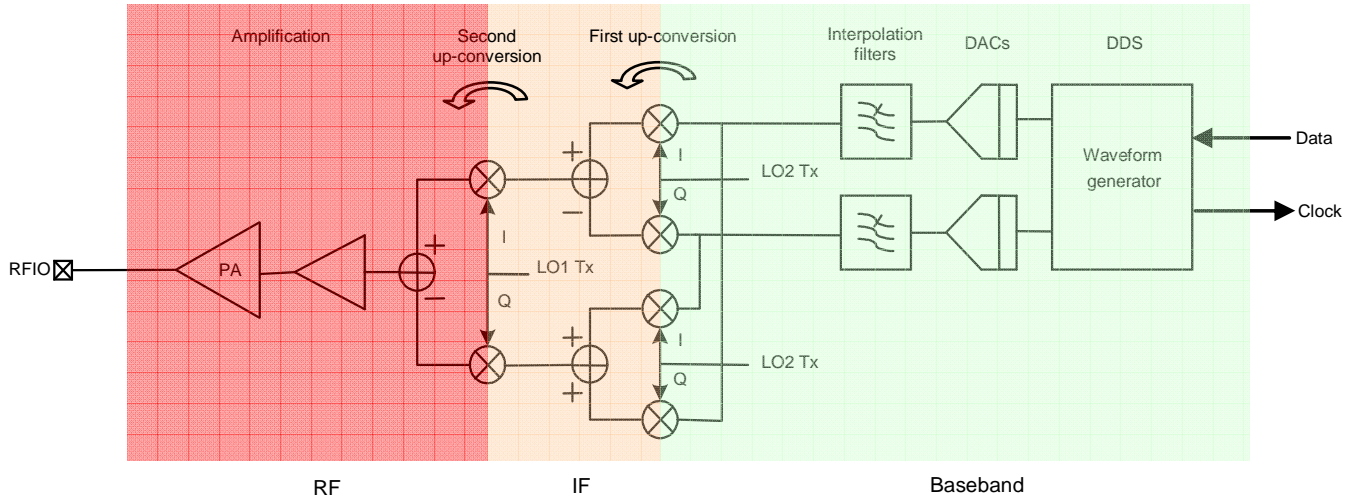 Amplification
Second
up-conversion
First up-conversion
Interpolation
filters
DACs
DDS
+
I
LO2 Tx
−
Q
Waveform
generator
Data
Clock
RFIO
PA
+
−
I
LO1 Tx
Q
+
+
I
LO2 Tx
Q
RF
IF
Baseband